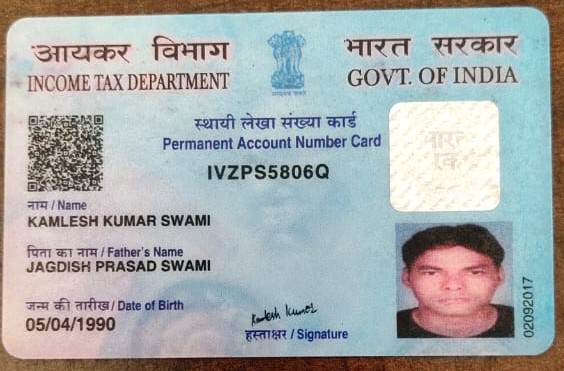 आयकर विभाग
INCOME TAX DEPARTMENT
भारत सरकार
GOVT. OF INDIA
स्थायी लेखा संख्या कार्ड
Permanent Account Number Card
IVZPS5806Q
नाम / Name
KAMLESH KUMAR SWAMI
पिता का नाम / Father's Name
JAGDISH PRASAD SWAMI
जन्म की तारीख / Date of Birth
05/04/1990
Kamlesh Kumar
हस्ताक्षर / Signature
02092017